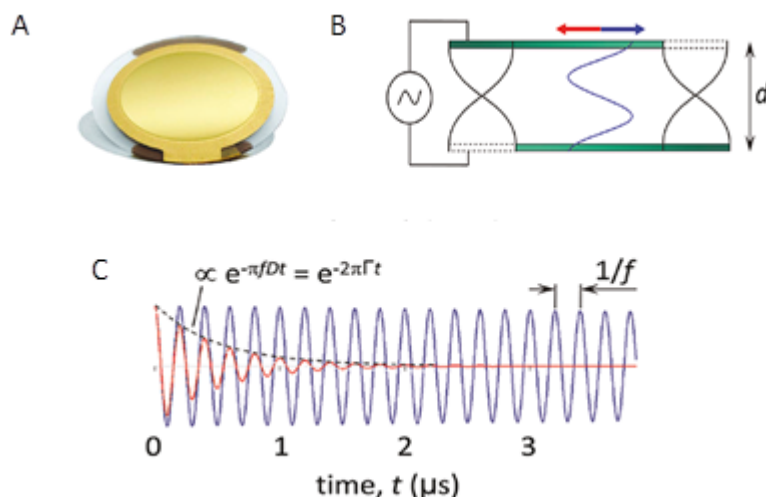 A
B
d
C
∝ e^-πfDt = e^-2πΓt
1/f
0 1 2 3
time, t (μs)